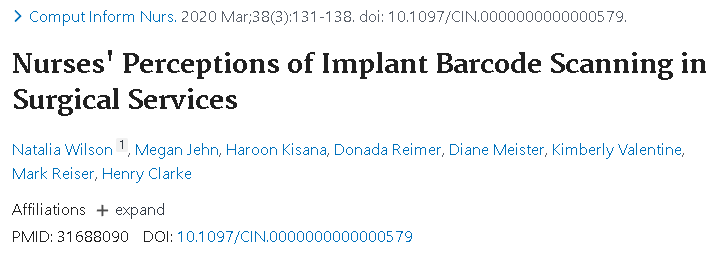 Comput Inform Nurs. 2020 Mar;38(3):131-138. doi: 10.1097/CIN.0000000000000579.
Nurses' Perceptions of Implant Barcode Scanning in
Surgical Services
Natalia Wilson 1, Megan Jehn, Haroon Kisana, Donada Reimer, Diane Meister, Kimberly Valentine,
Mark Reiser, Henry Clarke
Affiliations + expand
PMID: 31688090 DOI: 10.1097/CIN.0000000000000579